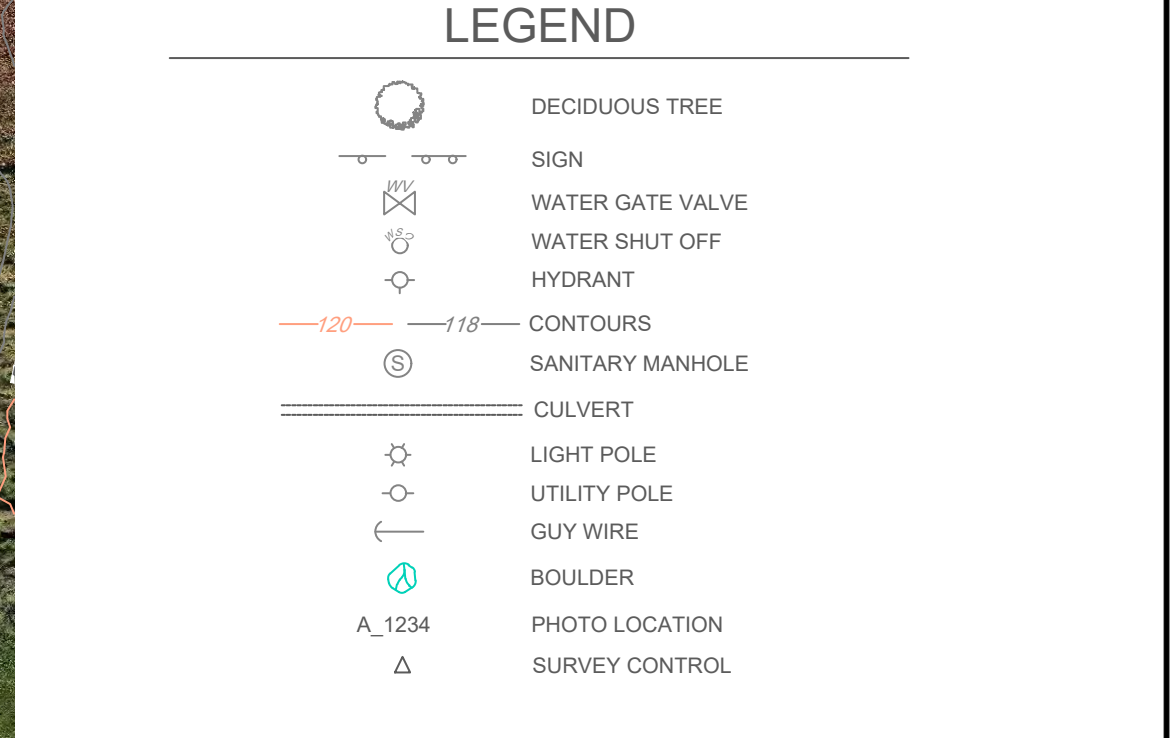 LEGEND
DECIDUOUS TREE
SIGN
WV
WATER GATE VALVE
WSO
WATER SHUT OFF
HYDRANT
120 118 CONTOURS
S SANITARY MANHOLE
CULVERT
LIGHT POLE
UTILITY POLE
GUY WIRE
BOULDER
A_1234 PHOTO LOCATION
SURVEY CONTROL